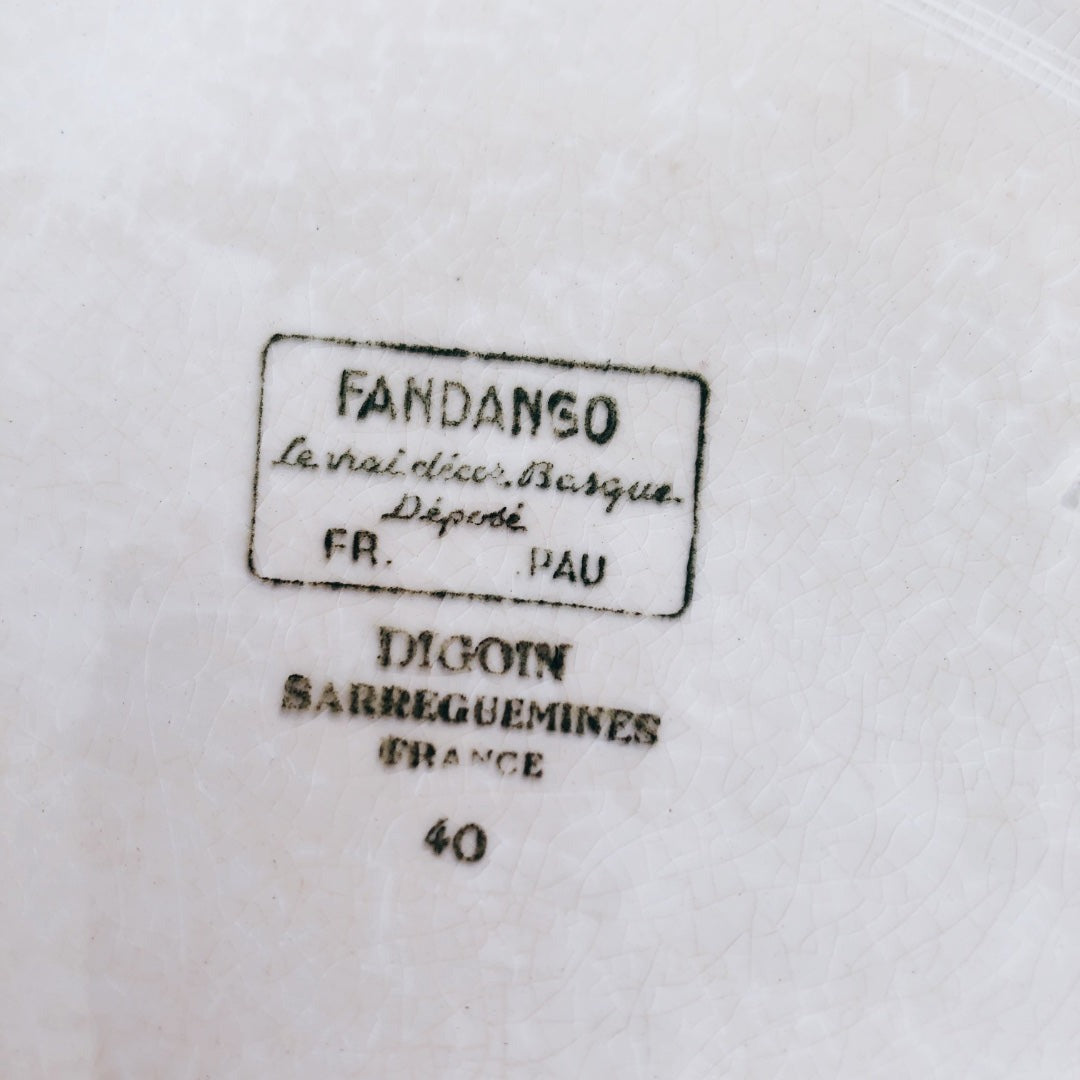 FANDANGO
Le vrai décor Basque
Déposé
FR. PAU
DIGOIN
SARREGUEMINES
FRANCE
40